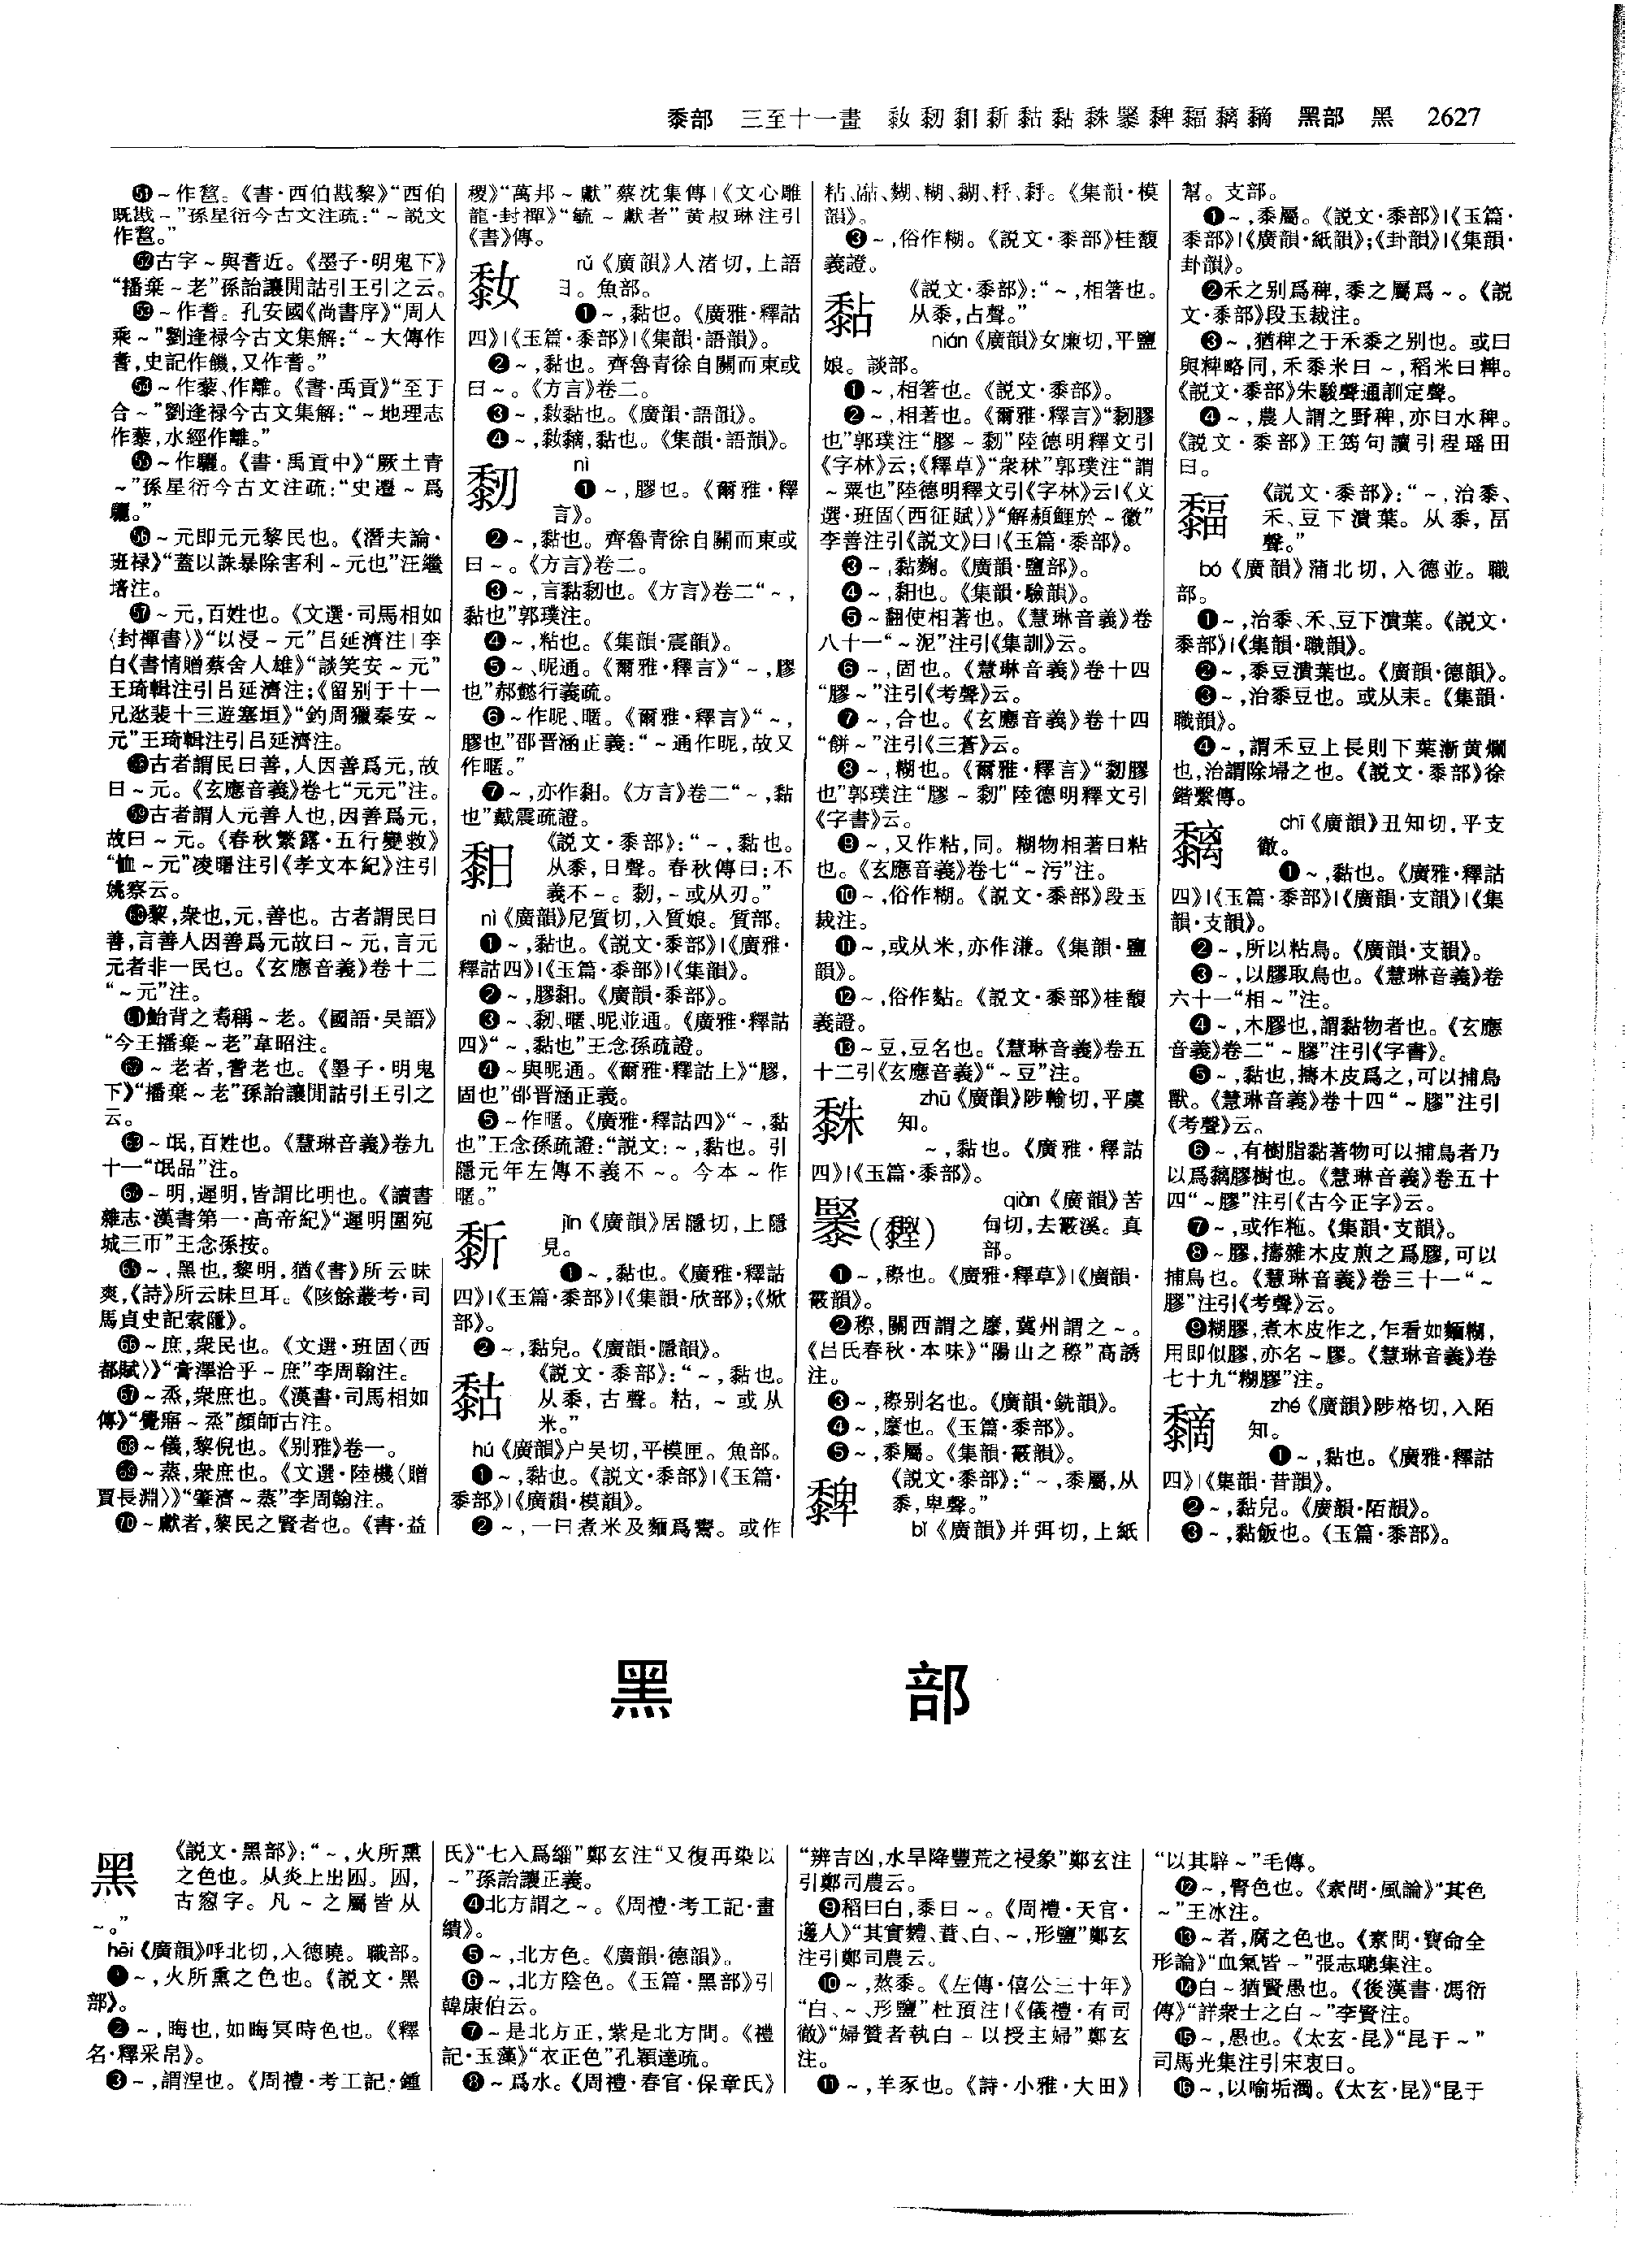 黍部 三至十一畫 𪏮𪏯䵑䵖黏𪏻䵗䵙 黑部 黑 2627
~作𨛫。《書·西伯戡黎》“西伯
既戡~”孫星衍今古文注疏:“~説文
作𨛫。”
㊷古字~與耆近。《墨子·明鬼下》
“播棄~老”孫詒讓閒詁引王引之云。
~作耆。孔安國《尚書序》“周人
乘~”劉逢禄今古文集解:“~大傳作
耆,史記作饑,又作耆。”
~作藜、作離。《書·禹貢》“至于
合~”劉逢禄今古文集解:“~地理志
作藜,水經作離。”
~作驪。《書·禹貢中》“厥土青
~”孫星衍今古文注疏:“史遷~爲
驪。”
~元即元元黎民也。《潛夫論·
班禄》“蓋以誅暴除害利~元也”汪繼
培注。
~元,百姓也。《文選·司馬相如
〈封禪書〉》“以浸~元”吕延濟注|李
白《書情贈蔡舍人雄》“談笑安~元”
王琦輯注引吕延濟注;《留别于十一
兄逖裴十三遊塞垣》“釣周獵秦安~
元”王琦輯注引吕延濟注。
古者謂民曰善,人因善爲元,故
曰~元。《玄應音義》卷七“元元”注。
古者謂人元善人也,因善爲元,
故曰~元。《春秋繁露·五行變救》
“恤~元”凌曙注引《孝文本紀》注引
姚察云。
黎,衆也,元,善也。古者謂民曰
善,言善人因善爲元故曰~元,言元
元者非一民也。《玄應音義》卷十二
“~元”注。
鮐背之耇稱~老。《國語·吴語》
“今王播棄~老”韋昭注。
~老者,耆老也。《墨子·明鬼
下》“播棄~老”孫詒讓閒詁引王引之
云。
~氓,百姓也。《慧琳音義》卷九
十一“氓品”注。
~明,遲明,皆謂比明也。《讀書
雜志·漢書第一·高帝紀》“遲明圍宛
城三帀”王念孫按。
~,黑也,黎明,猶《書》所云昧
爽,《詩》所云昧旦耳。《陔餘叢考·司
馬貞史記索隱》。
~庶,衆民也。《文選·班固〈西
都賦〉》“膏澤洽乎~庶”李周翰注。
~烝,衆庶也。《漢書·司馬相如
傳》“覺寤~烝”顔師古注。
~儀,黎倪也。《别雅》卷一。
~蒸,衆庶也。《文選·陸機〈贈
賈長淵〉》“肇濟~蒸”李周翰注。
~獻者,黎民之賢者也。《書·益
稷》“萬邦~獻”蔡沈集傳|《文心雕
龍·封禪》“毓~獻者”黄叔琳注引
《書》傳。
rǔ《廣韻》人渚切,上語
日。魚部。
❶~,黏也。《廣雅·釋詁
四》|《玉篇·黍部》|《集韻·語韻》。
❷~,黏也。齊魯青徐自關而東或
曰~。《方言》卷二。
❸~,𪏮黏也。《廣韻·語韻》。
❹~,𪏮䵘,黏也。《集韻·語韻》。
䵒 nì
❶~,膠也。《爾雅·釋
言》。
❷~,黏也。齊魯青徐自關而東或
曰~。《方言》卷二。
❸~,言黏䵒也。《方言》卷二“~,
黏也”郭璞注。
❹~,粘也。《集韻·震韻》。
❺~、昵通。《爾雅·釋言》“~,膠
也”郝懿行義疏。
❻~作昵、暱。《爾雅·釋言》“~,
膠也”邵晋涵正義:“~通作昵,故又
作暱。”
❼~,亦作䵑。《方言》卷二“~,黏
也”戴震疏證。
䵑 《説文·黍部》:“~,黏也。
从黍,日聲。春秋傳曰:不
義不~。䵒,~或从刃。”
nì《廣韻》尼質切,入質娘。質部。
❶~,黏也。《説文·黍部》|《廣雅·
釋詁四》|《玉篇·黍部》|《集韻》。
❷~,膠䵑。《廣韻·黍部》。
❸~、䵒、暱、昵並通。《廣雅·釋詁
四》“~,黏也”王念孫疏證。
❹~與昵通。《爾雅·釋詁上》“膠,
固也”邵晋涵正義。
❺~作暱。《廣雅·釋詁四》“~,黏
也”王念孫疏證:“説文:~,黏也。引
隱元年左傳不義不~。今本~作
暱。”
jǐn《廣韻》居隱切,上隱
見。
❶~,黏也。《廣雅·釋詁
四》|《玉篇·黍部》|《集韻·欣部》;《焮
部》。
❷~,黏皃。《廣韻·隱韻》。
《説文·黍部》:“~,黏也。
从黍,古聲。粘,~或从
米。”
hú《廣韻》户吴切,平模匣。魚部。
❶~,黏也。《説文·黍部》|《玉篇·
黍部》|《廣韻·模韻》。
❷~,一曰煮米及麵爲鬻。或作
《集韻·模
韻》。
❸~,俗作糊。《説文·黍部》桂馥
義證。
黏 《説文·黍部》:“~,相箸也。
从黍,占聲。”
nián《廣韻》女廉切,平鹽
娘。談部。
❶~,相箸也。《説文·黍部》。
❷~,相著也。《爾雅·釋言》“䵒膠
也”郭璞注“膠~䵒”陸德明釋文引
《字林》云;《釋草》“衆秫”郭璞注“謂
~粟也”陸德明釋文引《字林》云|《文
選·班固〈西征賦〉》“解頳鯉於~徽”
李善注引《説文》曰|《玉篇·黍部》。
❸~,黏麴。《廣韻·鹽部》。
❹~,䵑也。《集韻·驗韻》。
❺~翻使相著也。《慧琳音義》卷
八十一“~泥”注引《集訓》云。
❻~,固也。《慧琳音義》卷十四
“膠~”注引《考聲》云。
❼~,合也。《玄應音義》卷十四
“餅~”注引《三蒼》云。
❽~,糊也。《爾雅·釋言》“䵒膠
也”郭璞注“膠~䵒”陸德明釋文引
《字書》云。
❾~,又作粘,同。糊物相著曰粘
也。《玄應音義》卷七“~污”注。
❿~,俗作糊。《説文·黍部》段玉
裁注。
⓫~,或从米,亦作溓。《集韻·鹽
韻》。
⓬~,俗作䵓。《説文·黍部》桂馥
義證。
⓭~豆,豆名也。《慧琳音義》卷五
十二引《玄應音義》“~豆”注。
zhū《廣韻》陟輸切,平虞
知。
~,黏也。《廣雅·釋詁
四》|《玉篇·黍部》。
qiàn《廣韻》苦
甸切,去霰溪。真
部。
❶~,穄也。《廣雅·釋草》|《廣韻·
霰韻》。
❷穄,關西謂之䵚,冀州謂之~。
《吕氏春秋·本味》“陽山之穄”高誘
注。
❸~,穄别名也。《廣韻·銑韻》。
❹~,䵚也。《玉篇·黍部》。
❺~,黍屬。《集韻·霰韻》。
䵗 《説文·黍部》:“~,黍屬,从
黍,卑聲。”
bǐ《廣韻》并弭切,上紙
幫。支部。
❶~,黍屬。《説文·黍部》|《玉篇·
黍部》|《廣韻·紙韻》;《卦韻》|《集韻·
卦韻》。
❷禾之别爲稗,黍之屬爲~。《説
文·黍部》段玉裁注。
❸~,猶稗之于禾黍之别也。或曰
與粺略同,禾黍米曰~,稻米曰粺。
《説文·黍部》朱駿聲通訓定聲。
❹~,農人謂之野稗,亦曰水稗。
《説文·黍部》王筠句讀引程瑶田
曰。
《説文·黍部》:“~,治黍、
禾、豆下潰葉。从黍,畐
聲。”
bó《廣韻》蒲北切,入德並。職
部。
❶~,治黍、禾、豆下潰葉。《説文·
黍部》|《集韻·職韻》。
❷~,黍豆潰葉也。《廣韻·德韻》。
❸~,治黍豆也。或从耒。《集韻·
職韻》。
❹~,謂禾豆上長則下葉漸黄爛
也,治謂除埽之也。《説文·黍部》徐
鍇繫傳。
chī《廣韻》丑知切,平支
徹。
❶~,黏也。《廣雅·釋詁
四》|《玉篇·黍部》|《廣韻·支韻》|《集
韻·支韻》。
❷~,所以粘鳥。《廣韻·支韻》。
❸~,以膠取鳥也。《慧琳音義》卷
六十一“相~”注。
❹~,木膠也,謂黏物者也。《玄應
音義》卷二“~膠”注引《字書》。
❺~,黏也,擣木皮爲之,可以捕鳥
獸。《慧琳音義》卷十四“~膠”注引
《考聲》云。
❻~,有樹脂黏著物可以捕鳥者乃
以爲黐膠樹也。《慧琳音義》卷五十
四“~膠”注引《古今正字》云。
❼~,或作粚。《集韻·支韻》。
❽~膠,擣雜木皮煎之爲膠,可以
捕鳥也。《慧琳音義》卷三十一“~
膠”注引《考聲》云。
❾糊膠,煮木皮作之,乍看如麵糊,
用即似膠,亦名~膠。《慧琳音義》卷
七十九“糊膠”注。
zhé《廣韻》陟格切,入陌
知。
❶~,黏也。《廣雅·釋詁
四》|《集韻·昔韻》。
❷~,黏皃。《廣韻·陌韻》。
❸~,黏飯也。《玉篇·黍部》。
黑 部
黑 《説文·黑部》:“~,火所熏
之色也。从炎上出囪。囪,
古窻字。凡~之屬皆从
~。”
hēi《廣韻》呼北切,入德曉。職部。
❶~,火所熏之色也。《説文·黑
部》。
❷~,晦也,如晦冥時色也。《釋
名·釋采帛》。
❸~,謂涅也。《周禮·考工記·鍾
氏》“七入爲緇”鄭玄注“又復再染以
~”孫詒讓正義。
❹北方謂之~。《周禮·考工記·畫
繢》。
❺~,北方色。《廣韻·德韻》。
❻~,北方陰色。《玉篇·黑部》引
韓康伯云。
❼~是北方正,紫是北方間。《禮
記·玉藻》“衣正色”孔穎達疏。
❽~爲水。《周禮·春官·保章氏》
“辨吉凶,水旱降豐荒之祲象”鄭玄注
引鄭司農云。
❾稻曰白,黍曰~。《周禮·天官·
籩人》“其實麷、蕡、白、~,形鹽”鄭玄
注引鄭司農云。
❿~,熬黍。《左傳·僖公三十年》
“白、~、形鹽”杜預注|《儀禮·有司
徹》“婦贊者執白~以授主婦”鄭玄
注。
⓫~,羊豕也。《詩·小雅·大田》
“以其騂~”毛傳。
⓬~,腎色也。《素問·風論》“其色
~”王冰注。
⓭~者,腐之色也。《素問·寶命全
形論》“血氣皆~”張志聰集注。
⓮白~猶賢愚也。《後漢書·馮衍
傳》“詳衆士之白~”李賢注。
⓯~,愚也。《太玄·昆》“昆于~”
司馬光集注引宋衷曰。
⓰~,以喻垢濁。《太玄·昆》“昆于